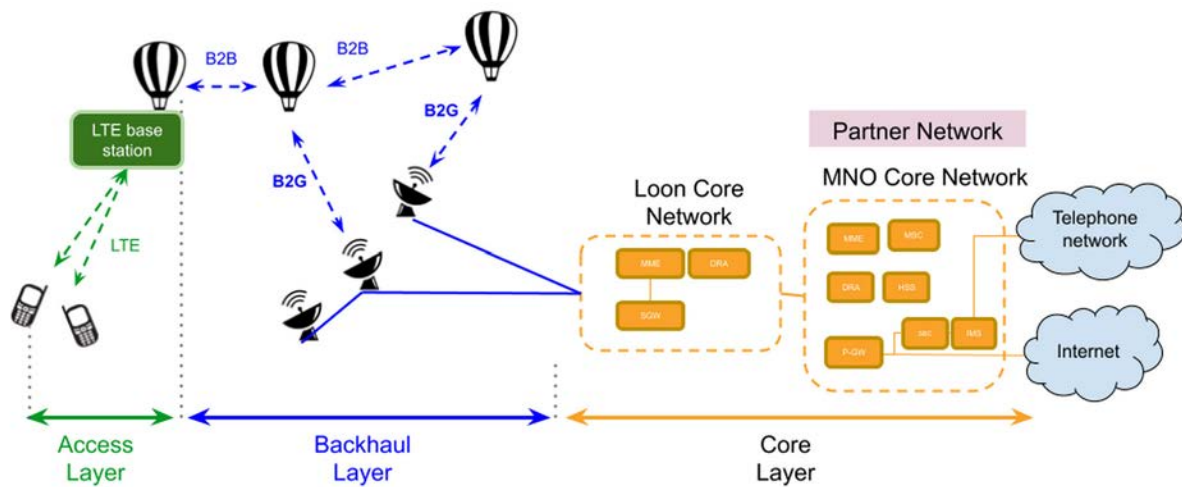 B2B
B2B
LTE base
station
B2G
B2G
LTE
Partner Network
MNO Core Network
Loon Core
Network
Telephone
network
MME
MSC
MME
DRA
DRA
HSS
SGW
IMS
P-GW
Internet
Access
Layer
Backhaul
Layer
Core
Layer